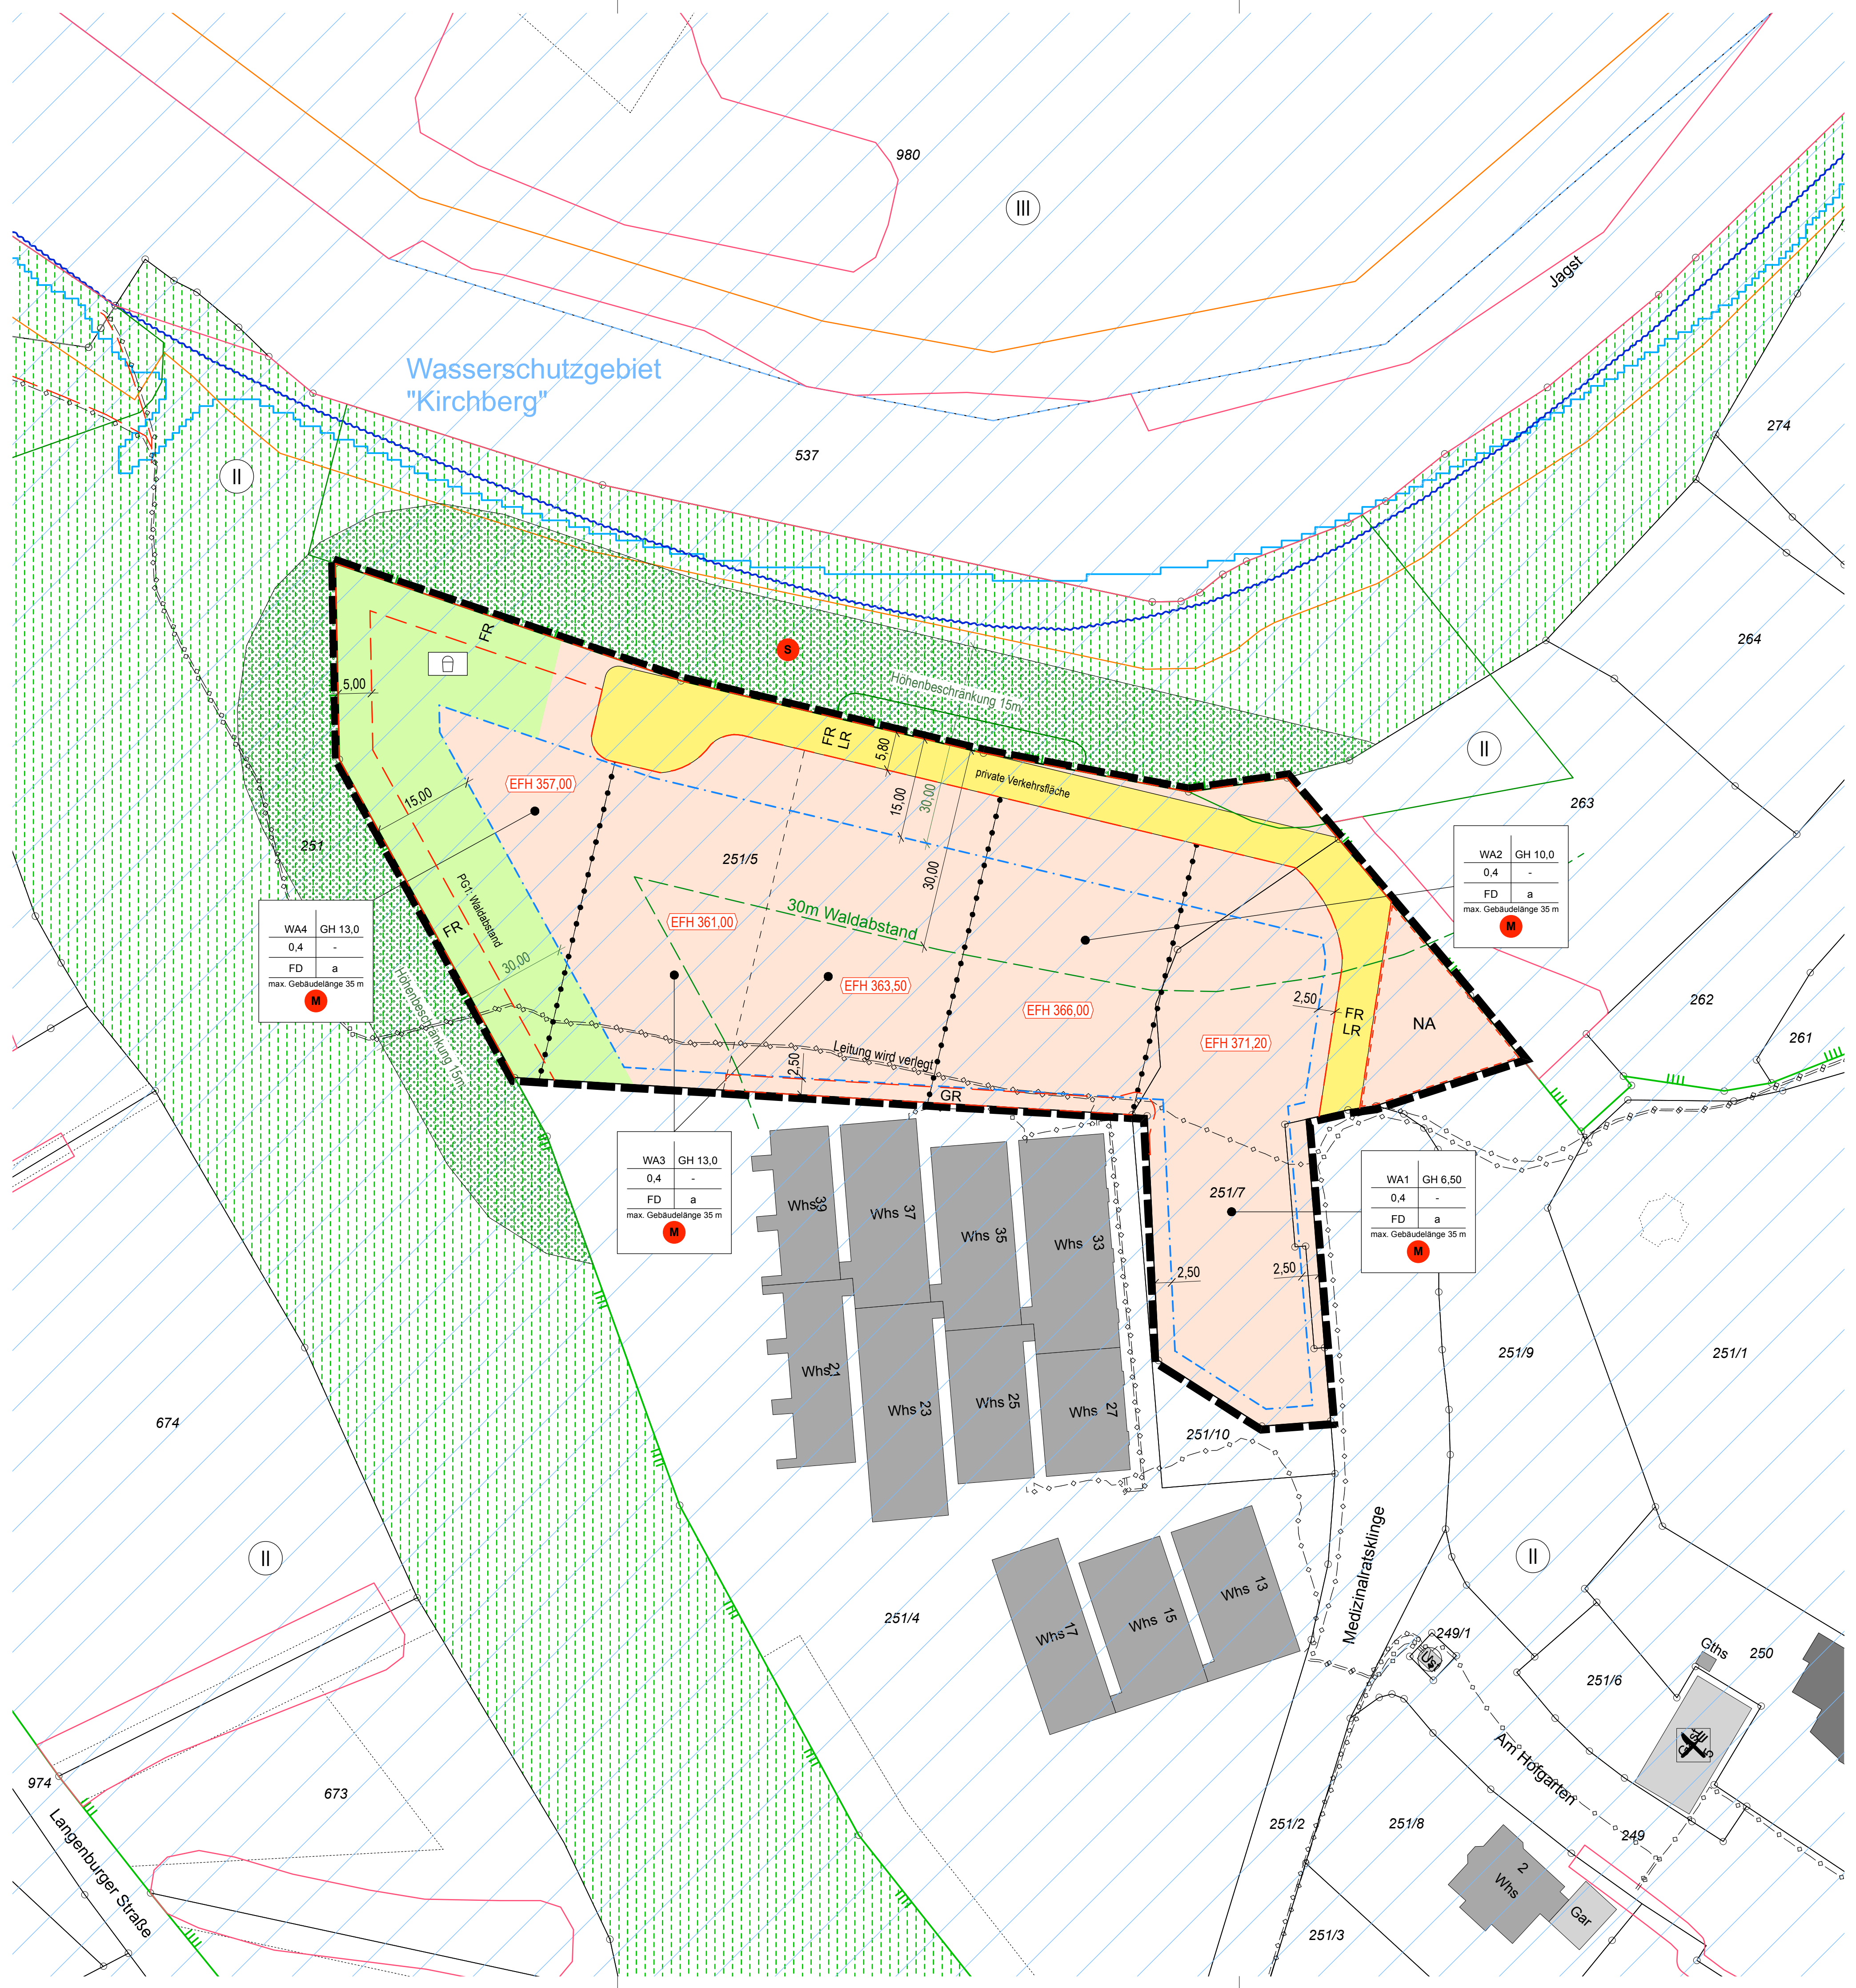 980
III
Jagst
Wasserschutzgebiet
"Kirchberg"
537
274
II
264
S
FR
Höhenbeschränkung 15m
5,00
FR
LR
5,80
private Verkehrsfläche
II
263
15,00
EFH 357,00
15,00
30,00
30,00
251
251/5
PG1: Waldabstand
FR
EFH 361,00
30m Waldabstand
WA2 GH 10,0
0,4 -
FD a
max. Gebäudelänge 35 m
M
WA4 GH 13,0
0,4 -
FD a
max. Gebäudelänge 35 m
M
30,00
EFH 363,50
EFH 366,00
2,50
FR
LR
NA
262
261
EFH 371,20
Höhenbeschränkung 15m
Leitung wird verlegt
2,50
GR
WA3 GH 13,0
0,4 -
FD a
max. Gebäudelänge 35 m
M
WA1 GH 6,50
0,4 -
FD a
max. Gebäudelänge 35 m
M
251/7
Whs 39
Whs 37
Whs 35
Whs 33
2,50
2,50
Whs 21
Whs 23
Whs 25
Whs 27
251/9
251/1
674
251/10
II
II
Medizinalratsklinge
Whs 17
Whs 15
Whs 13
251/4
249/1
Ust
Gths
250
251/6
5
Am Hofgarten
974
673
Langenburger Straße
251/2
251/8
249
2
Whs
Gar
251/3